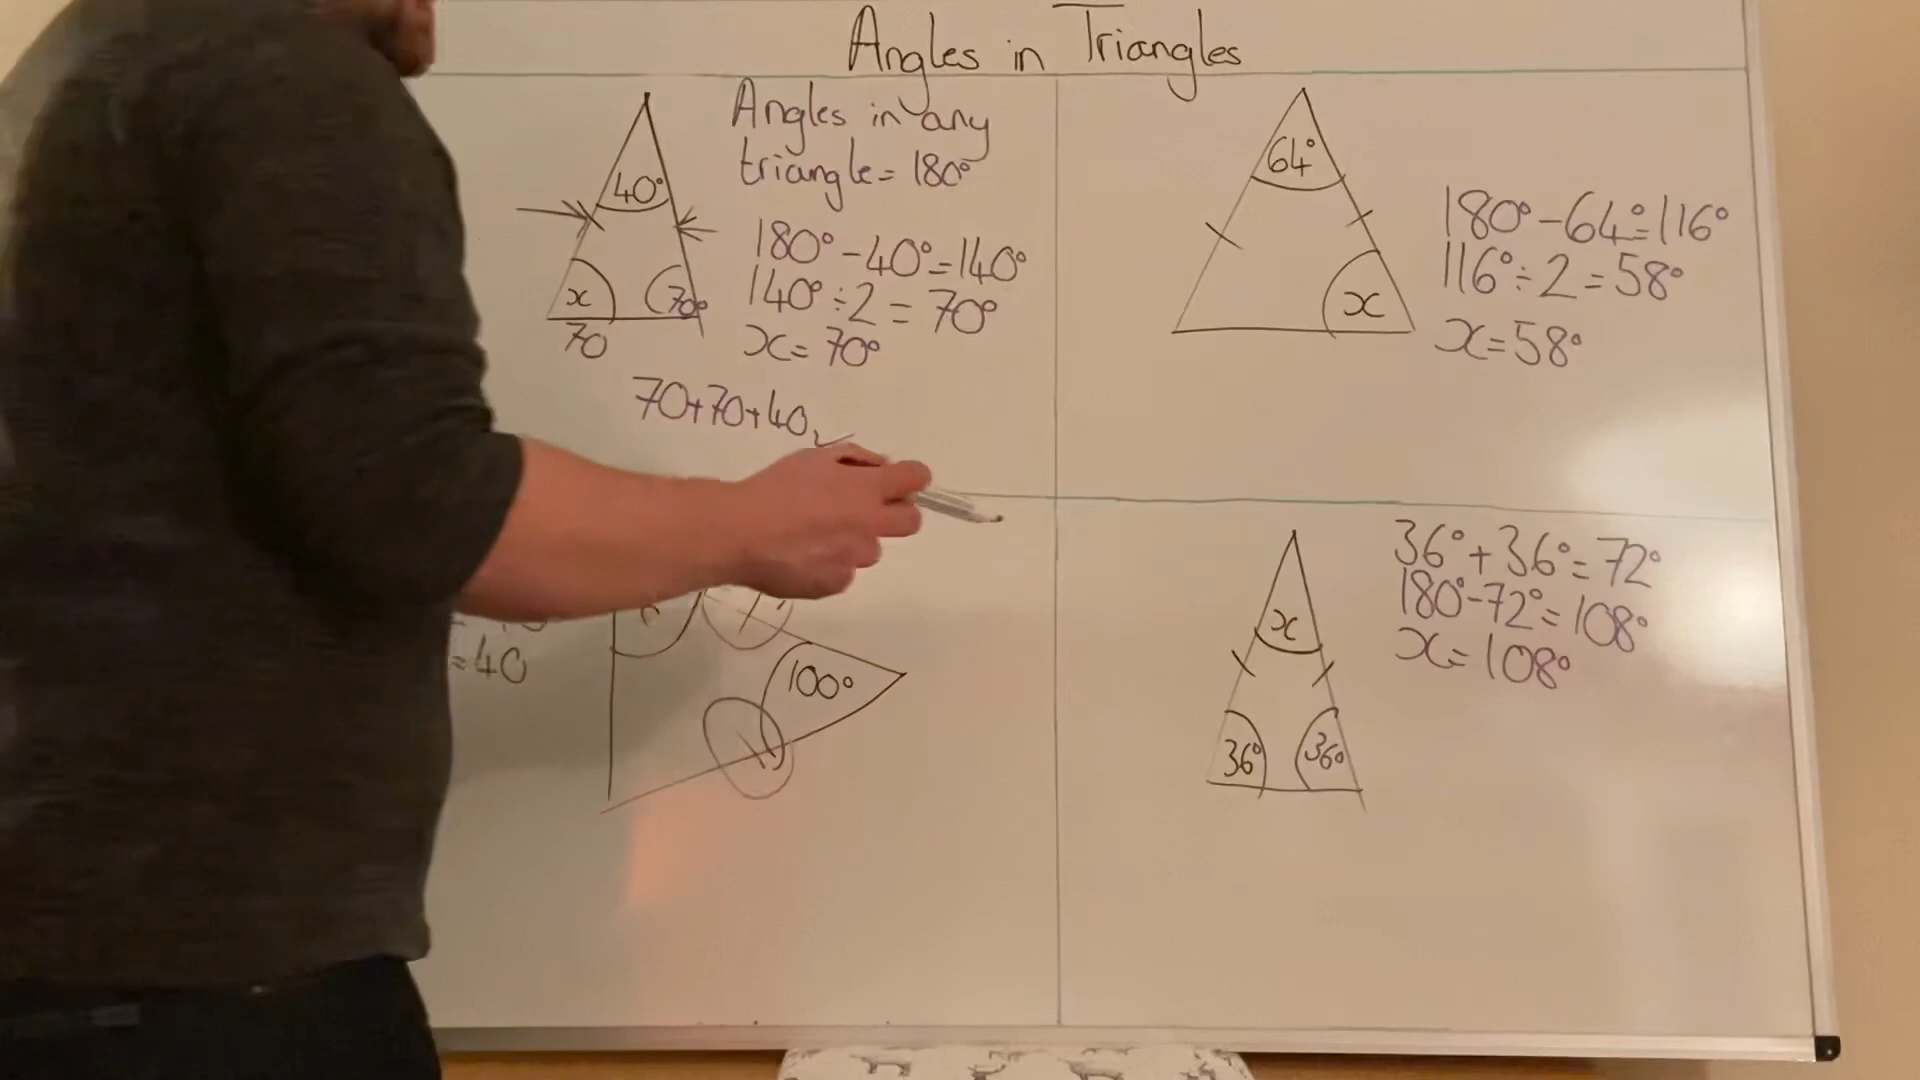 Angles in Triangles
Angles in any
triangle = 180°
40°
x
70°
70
180° - 40° = 140°
140° ÷ 2 = 70°
x = 70°
70 + 70 + 40 ✓
64°
x
180° - 64° = 116°
116° ÷ 2 = 58°
x = 58°
= 40
100°
x
36°
36°
36° + 36° = 72°
180° - 72° = 108°
x = 108°